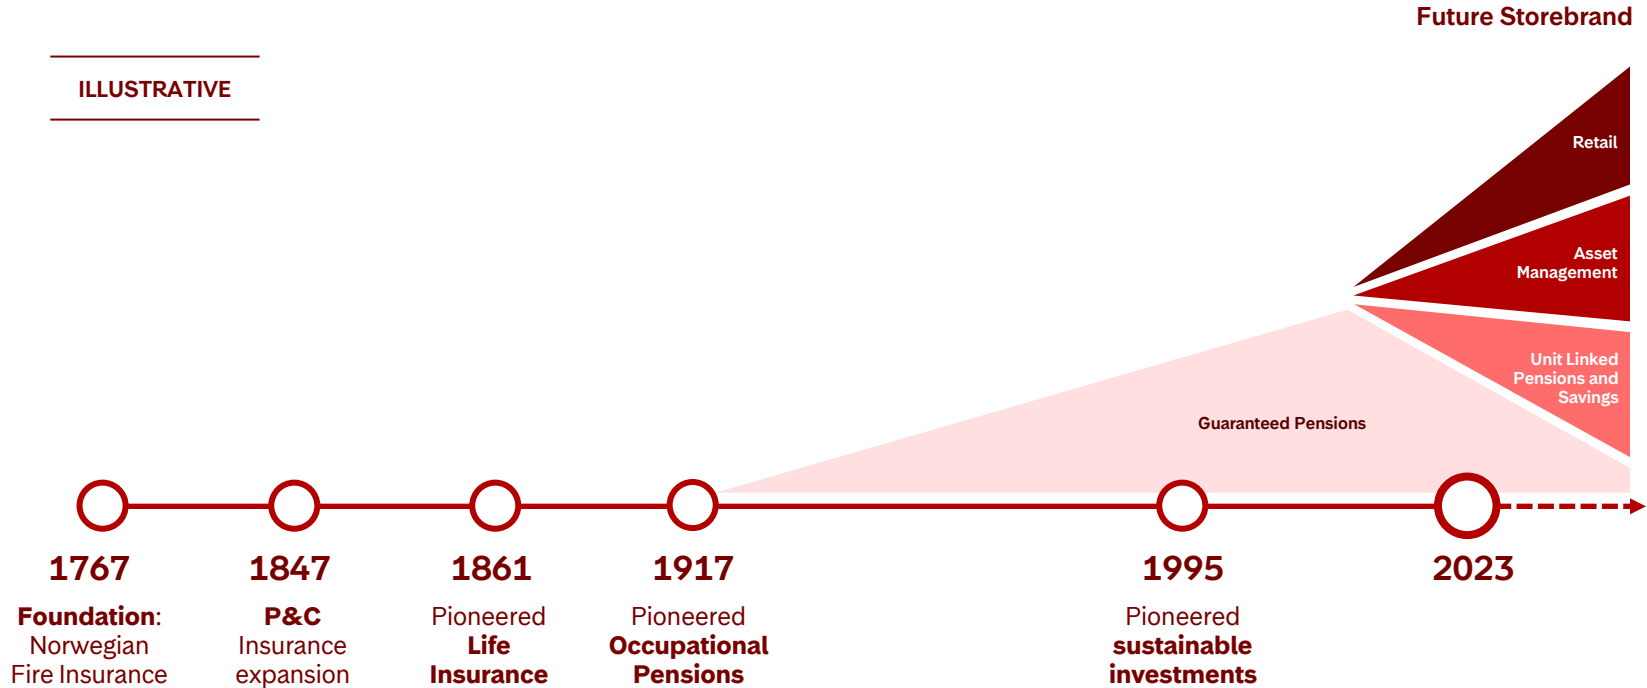 Future Storebrand
ILLUSTRATIVE
Retail
Asset
Management
Unit Linked
Pensions and
Savings
Guaranteed Pensions
1767
Foundation:
Norwegian
Fire Insurance
1847
P&C
Insurance
expansion
1861
Pioneered
Life
Insurance
1917
Pioneered
Occupational
Pensions
1995
Pioneered
sustainable
investments
2023